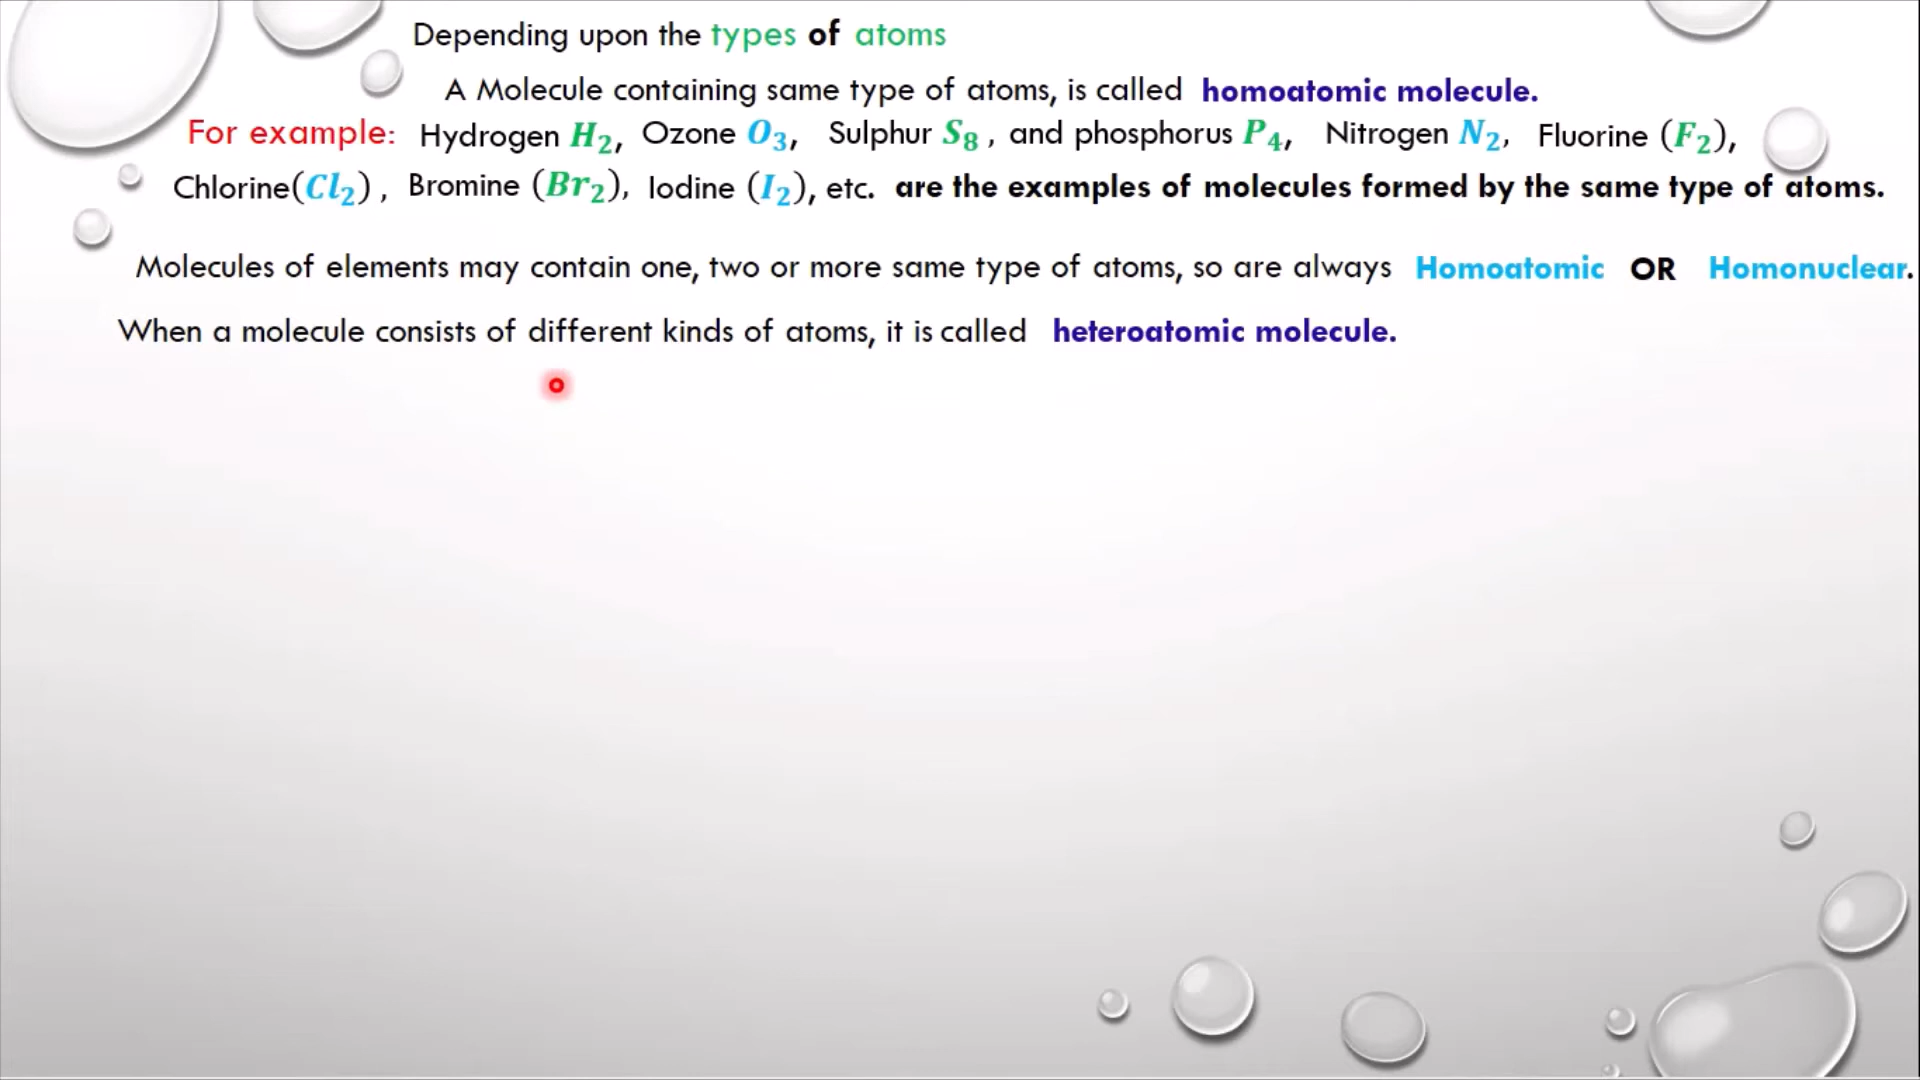 Depending upon the types of atoms
A Molecule containing same type of atoms, is called homoatomic molecule.
For example: Hydrogen H₂, Ozone O₃, Sulphur S₈ , and phosphorus P₄, Nitrogen N₂, Fluorine (F₂),
Chlorine(Cl₂) , Bromine (Br₂), Iodine (I₂), etc. are the examples of molecules formed by the same type of atoms.
Molecules of elements may contain one, two or more same type of atoms, so are always Homoatomic OR Homonuclear.
When a molecule consists of different kinds of atoms, it is called heteroatomic molecule.